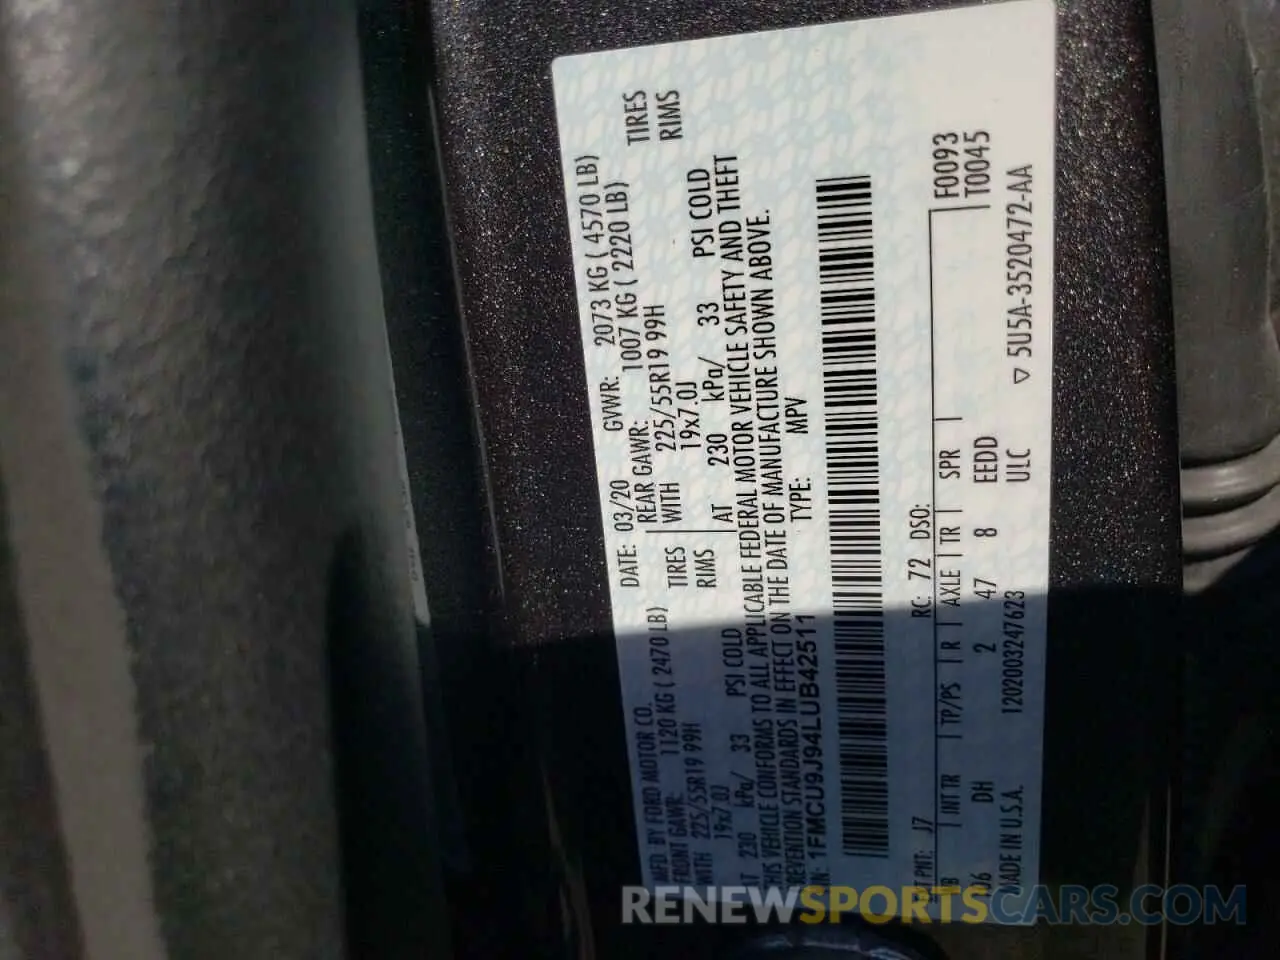 MFD. BY FORD MOTOR CO.
DATE: 03/20 GVWR: 2073 KG ( 4570 LB)
FRONT GAWR: 1120 KG ( 2470 LB) REAR GAWR: 1007 KG ( 2220 LB)
WITH 225/55R19 99H TIRES WITH 225/55R19 99H TIRES
19x7.0J RIMS 19x7.0J RIMS
AT 230 kPa/ 33 PSI COLD AT 230 kPa/ 33 PSI COLD
THIS VEHICLE CONFORMS TO ALL APPLICABLE FEDERAL MOTOR VEHICLE SAFETY AND THEFT
PREVENTION STANDARDS IN EFFECT ON THE DATE OF MANUFACTURE SHOWN ABOVE.
1FMCU9J94LUB42511 TYPE: MPV
EXT PNT: J7 RC: 72 DSO: F0093
INT TR TP/PS R AXLE TR SPR T0045
DH 2 47 8 EEDD
MADE IN U.S.A. 1202003247623 ULC ▽ 5U5A-3520472-AA
RENEWSPORTSCARS.COM